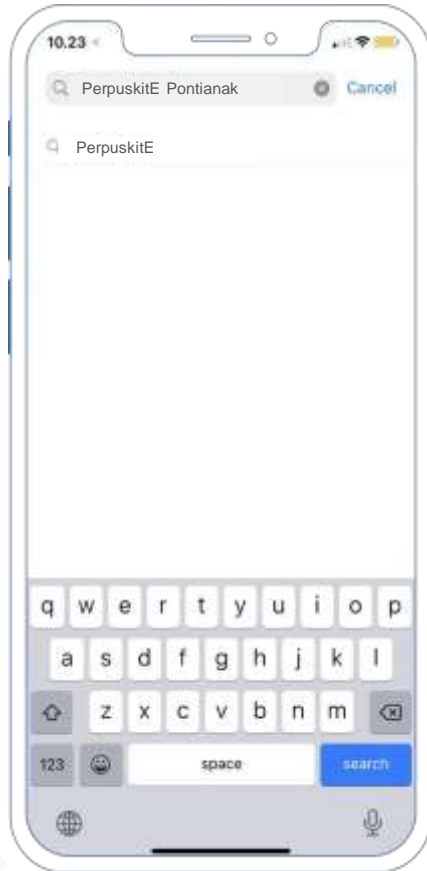 10.23
PerpuskitE Pontianak Cancel
PerpuskitE
q w e r t y u i o p
a s d f g h j k l
z x c v b n m
123 space search